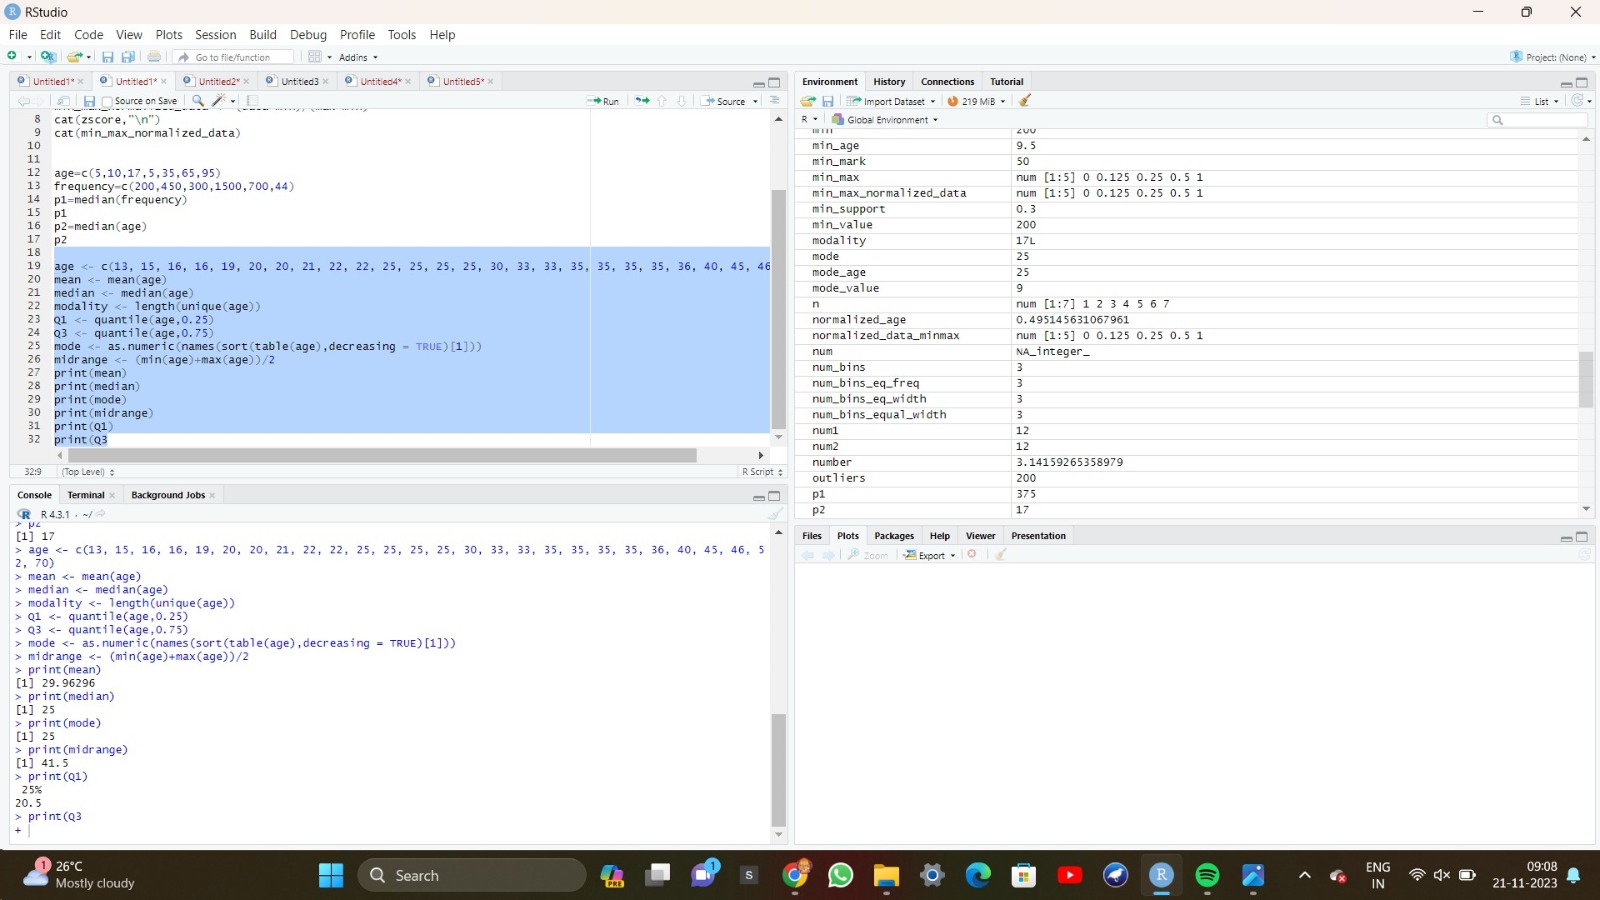 RStudio
File Edit Code View Plots Session Build Debug Profile Tools Help
Go to file/function Addins Project: (None)
Untitled1* Untitled1* Untitled2* Untitled3 Untitled4* Untitled5*
Source on Save Run Source
8 cat(zscore,"\n")
9 cat(min_max_normalized_data)
10
11
12 age=c(5,10,17,5,35,65,95)
13 frequency=c(200,450,300,1500,700,44)
14 p1=median(frequency)
15 p1
16 p2=median(age)
17 p2
18
19 age <- c(13, 15, 16, 16, 19, 20, 20, 21, 22, 22, 25, 25, 25, 25, 30, 33, 33, 35, 35, 35, 35, 36, 40, 45, 46
20 mean <- mean(age)
21 median <- median(age)
22 modality <- length(unique(age))
23 Q1 <- quantile(age,0.25)
24 Q3 <- quantile(age,0.75)
25 mode <- as.numeric(names(sort(table(age),decreasing = TRUE)[1]))
26 midrange <- (min(age)+max(age))/2
27 print(mean)
28 print(median)
29 print(mode)
30 print(midrange)
31 print(Q1)
32 print(Q3
32:9 (Top Level) R Script
Console Terminal Background Jobs
R 4.3.1 · ~/
> p2
[1] 17
> age <- c(13, 15, 16, 16, 19, 20, 20, 21, 22, 22, 25, 25, 25, 25, 30, 33, 33, 35, 35, 35, 35, 36, 40, 45, 46, 5
2, 70)
> mean <- mean(age)
> median <- median(age)
> modality <- length(unique(age))
> Q1 <- quantile(age,0.25)
> Q3 <- quantile(age,0.75)
> mode <- as.numeric(names(sort(table(age),decreasing = TRUE)[1]))
> midrange <- (min(age)+max(age))/2
> print(mean)
[1] 29.96296
> print(median)
[1] 25
> print(mode)
[1] 25
> print(midrange)
[1] 41.5
> print(Q1)
25%
20.5
> print(Q3
+
Environment History Connections Tutorial
Import Dataset 219 MiB List
R Global Environment
min 200
min_age 9.5
min_mark 50
min_max num [1:5] 0 0.125 0.25 0.5 1
min_max_normalized_data num [1:5] 0 0.125 0.25 0.5 1
min_support 0.3
min_value 200
modality 17L
mode 25
mode_age 25
mode_value 9
n num [1:7] 1 2 3 4 5 6 7
normalized_age 0.495145631067961
normalized_data_minmax num [1:5] 0 0.125 0.25 0.5 1
num NA_integer_
num_bins 3
num_bins_eq_freq 3
num_bins_eq_width 3
num_bins_equal_width 3
num1 12
num2 12
number 3.14159265358979
outliers 200
p1 375
p2 17
Files Plots Packages Help Viewer Presentation
Zoom Export
1 26°C
Mostly cloudy
Search
PRE
1
S
R
ENG
IN
09:08
21-11-2023